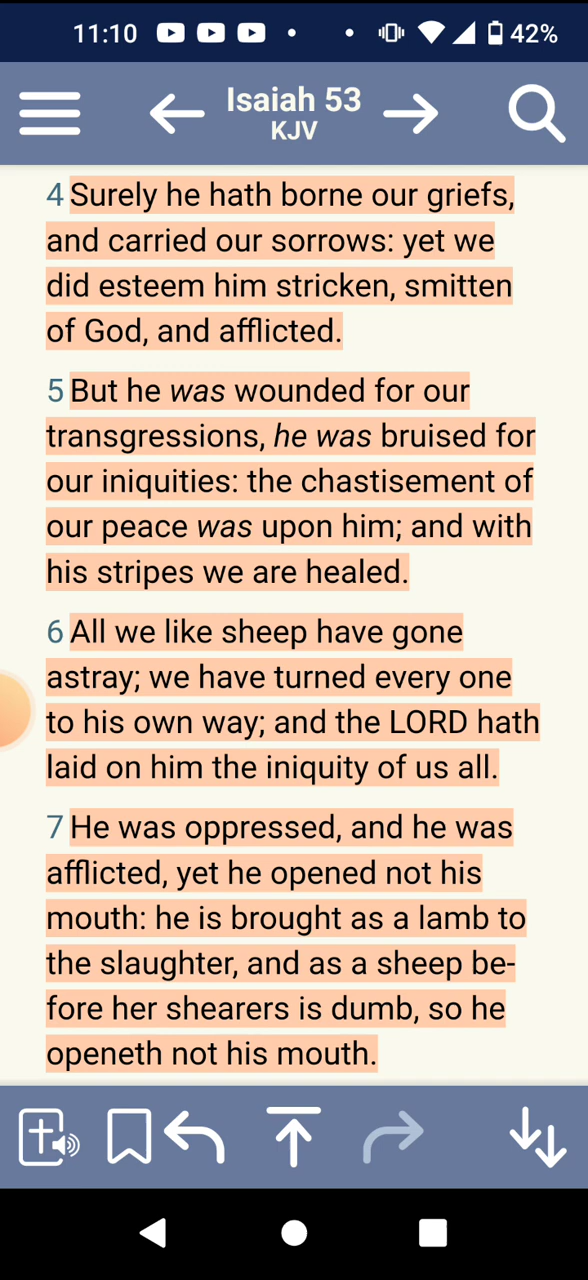 11:10 42%
Isaiah 53
KJV
4 Surely he hath borne our griefs,
and carried our sorrows: yet we
did esteem him stricken, smitten
of God, and afflicted.
5 But he was wounded for our
transgressions, he was bruised for
our iniquities: the chastisement of
our peace was upon him; and with
his stripes we are healed.
6 All we like sheep have gone
astray; we have turned every one
to his own way; and the LORD hath
laid on him the iniquity of us all.
7 He was oppressed, and he was
afflicted, yet he opened not his
mouth: he is brought as a lamb to
the slaughter, and as a sheep be-
fore her shearers is dumb, so he
openeth not his mouth.